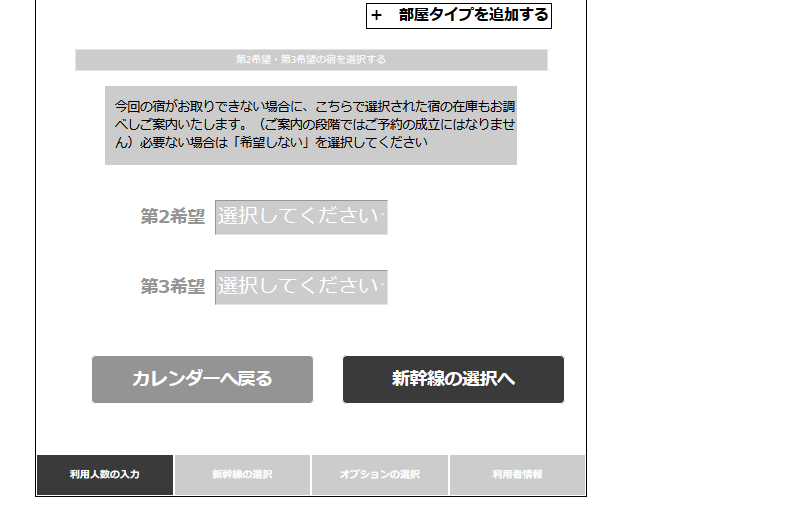 +　部屋タイプを追加する
第2希望・第3希望の宿を選択する
今回の宿がお取りできない場合に、こちらで選択された宿の在庫もお調
べしご案内いたします。（ご案内の段階ではご予約の成立にはなりませ
ん）必要ない場合は「希望しない」を選択してください
第2希望 選択してください
第3希望 選択してください
カレンダーへ戻る 新幹線の選択へ
利用人数の入力 新幹線の選択 オプションの選択 利用者情報